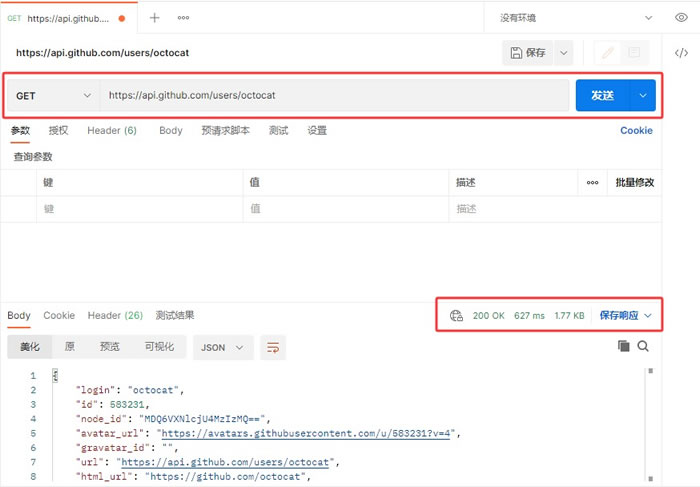 GET https://api.github.c... + ooo 没有环境
https://api.github.com/users/octocat 保存 </>
GET https://api.github.com/users/octocat 发送
参数 授权 Header (6) Body 预请求脚本 测试 设置 Cookie
查询参数
键 值 描述 ooo 批量修改
键 值 描述
Body Cookie Header (26) 测试结果 200 OK 627 ms 1.77 KB 保存响应
美化 原 预览 可视化 JSON
1 {
2 "login": "octocat",
3 "id": 583231,
4 "node_id": "MDQ6VXNlcjU4MzIzMQ==",
5 "avatar_url": "https://avatars.githubusercontent.com/u/583231?v=4",
6 "gravatar_id": "",
7 "url": "https://api.github.com/users/octocat",
8 "html_url": "https://github.com/octocat",